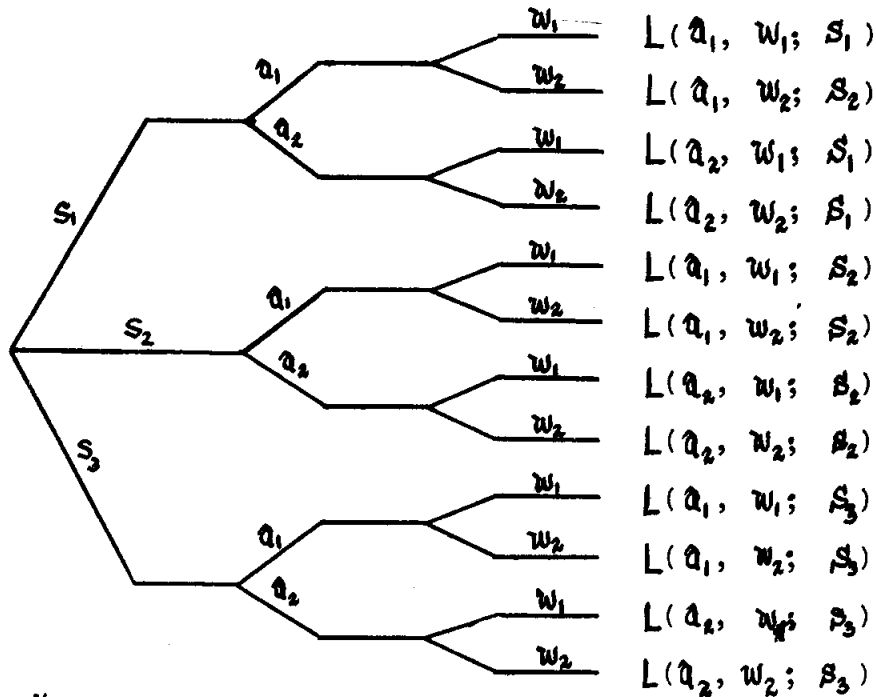 w₁ L(a₁, w₁; s₁)
a₁
w₂ L(a₁, w₂; s₂)
a₂
w₁ L(a₂, w₁; s₁)
w₂ L(a₂, w₂; s₁)
s₁
w₁ L(a₁, w₁; s₂)
a₁
w₂ L(a₁, w₂; s₂)
s₂
a₂
w₁ L(a₂, w₁; s₂)
w₂ L(a₂, w₂; s₂)
s₃
w₁ L(a₁, w₁; s₃)
a₁
w₂ L(a₁, w₂; s₃)
a₂
w₁ L(a₂, w₁; s₃)
w₂ L(a₂, w₂; s₃)